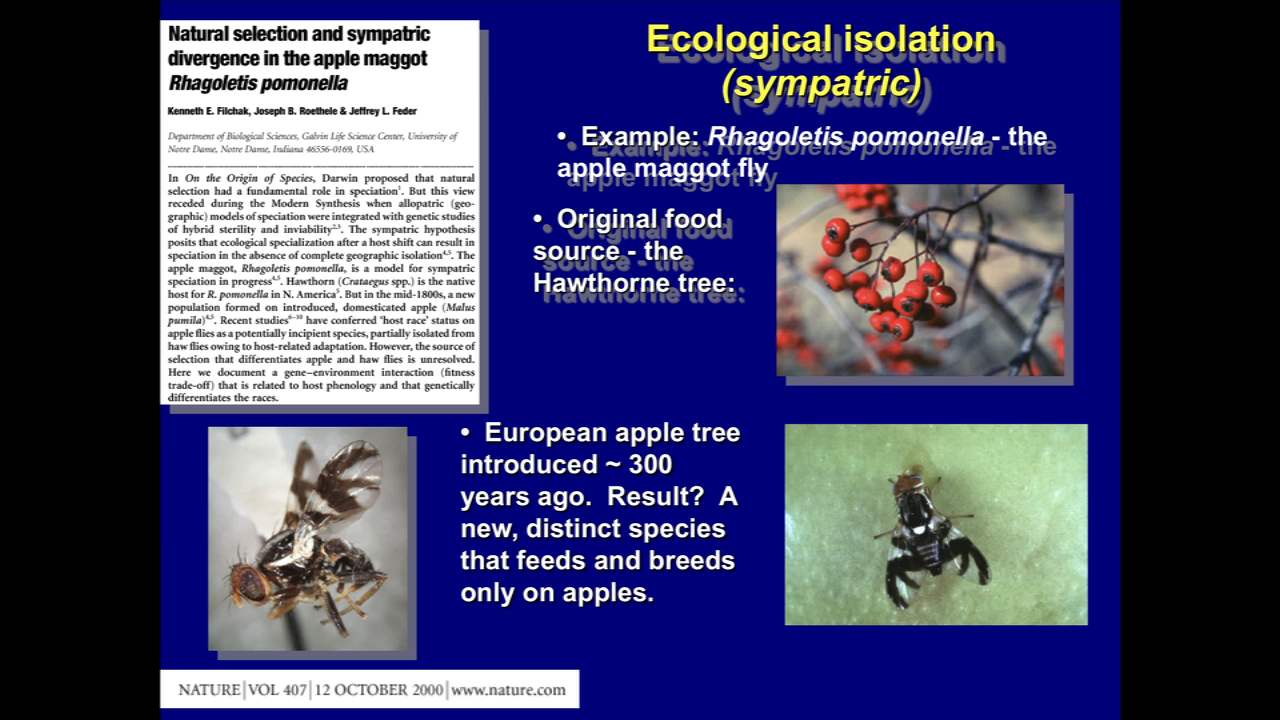 Natural selection and sympatric
divergence in the apple maggot
Rhagoletis pomonella
Kenneth E. Filchak, Joseph B. Roethele & Jeffrey L. Feder
Department of Biological Sciences, Galvin Life Science Center, University of
Notre Dame, Notre Dame, Indiana 46556-0169, USA
In On the Origin of Species, Darwin proposed that natural
selection had a fundamental role in speciation1. But this view
receded during the Modern Synthesis when allopatric (geo-
graphic) models of speciation were integrated with genetic studies
of hybrid sterility and inviability2,3. The sympatric hypothesis
posits that ecological specialization after a host shift can result in
speciation in the absence of complete geographic isolation4,5. The
apple maggot, Rhagoletis pomonella, is a model for sympatric
speciation in progress4,5. Hawthorn (Crataegus spp.) is the native
host for R. pomonella in N. America5. But in the mid-1800s, a new
population formed on introduced, domesticated apple (Malus
pumila)4,5. Recent studies6–10 have conferred 'host race' status on
apple flies as a potentially incipient species, partially isolated from
haw flies owing to host-related adaptation. However, the source of
selection that differentiates apple and haw flies is unresolved.
Here we document a gene–environment interaction (fitness
trade-off) that is related to host phenology and that genetically
differentiates the races.
Ecological isolation
(sympatric)
• Example: Rhagoletis pomonella - the
apple maggot fly
• Original food
source - the
Hawthorne tree:
• European apple tree
introduced ~ 300
years ago. Result? A
new, distinct species
that feeds and breeds
only on apples.
NATURE|VOL 407|12 OCTOBER 2000|www.nature.com